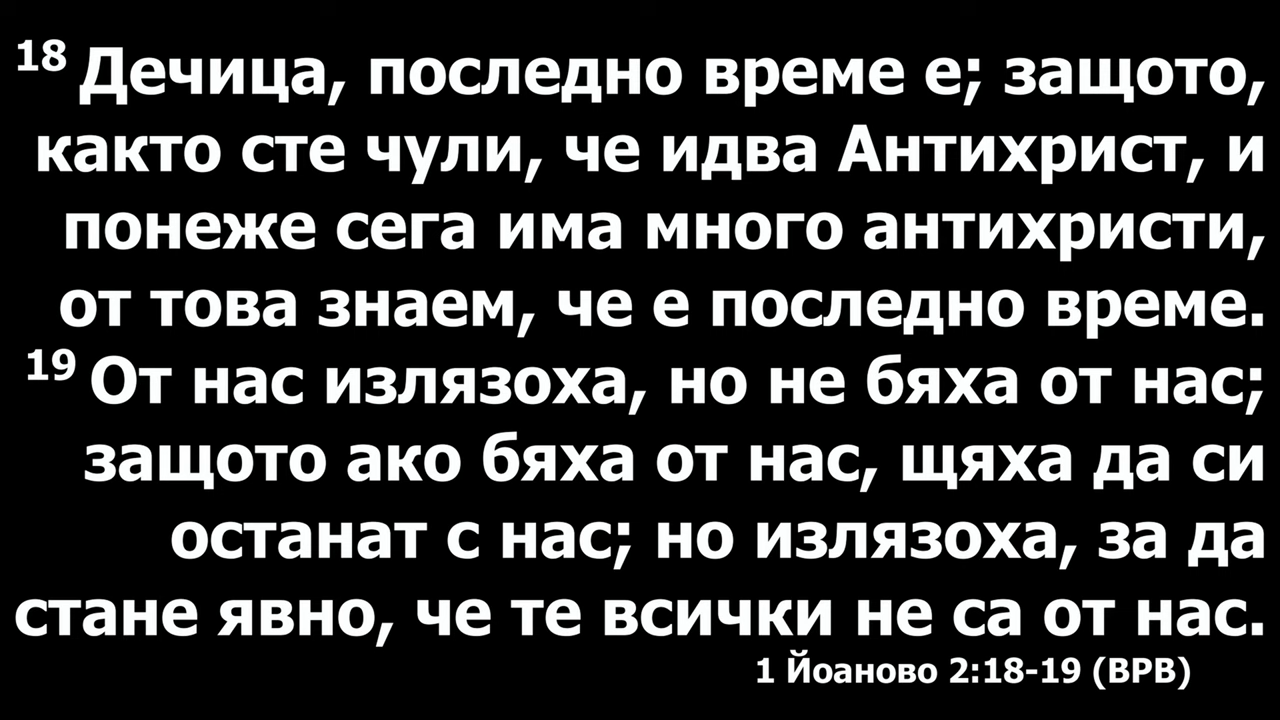 18 Дечица, последно време е; защото,
както сте чули, че идва Антихрист, и
понеже сега има много антихристи,
от това знаем, че е последно време.
19 От нас излязоха, но не бяха от нас;
защото ако бяха от нас, щяха да си
останат с нас; но излязоха, за да
стане явно, че те всички не са от нас.
1 Йоаново 2:18-19 (ВРВ)